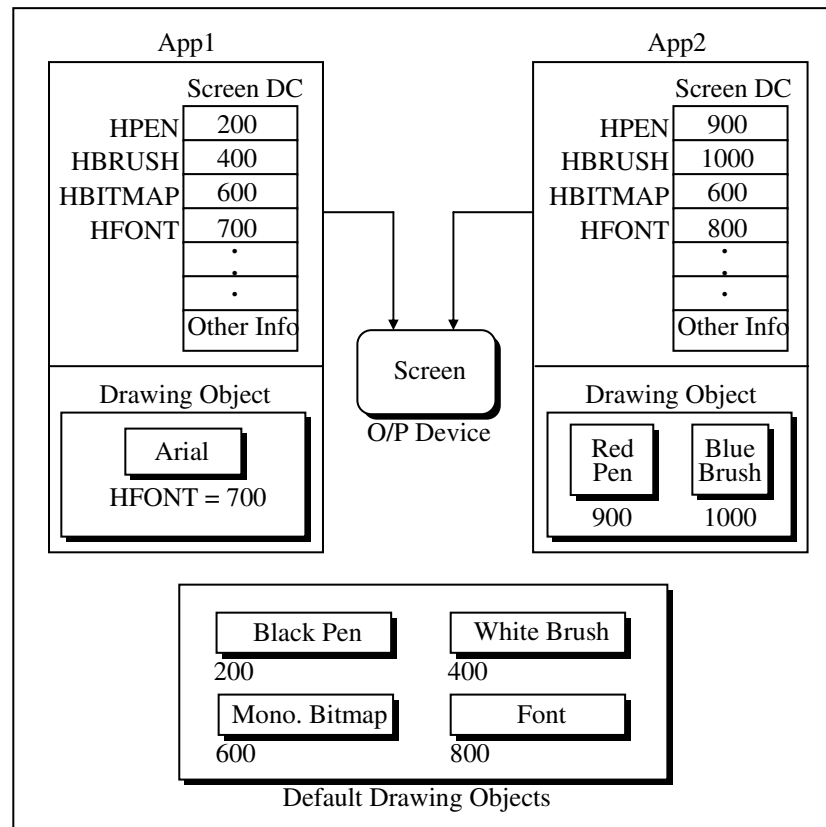 App1
Screen DC
HPEN 200
HBRUSH 400
HBITMAP 600
HFONT 700
.
.
.
Other Info
Drawing Object
Arial
HFONT = 700
Screen
O/P Device
App2
Screen DC
HPEN 900
HBRUSH 1000
HBITMAP 600
HFONT 800
.
.
.
Other Info
Drawing Object
Red
Pen
900
Blue
Brush
1000
Black Pen
200
White Brush
400
Mono. Bitmap
600
Font
800
Default Drawing Objects